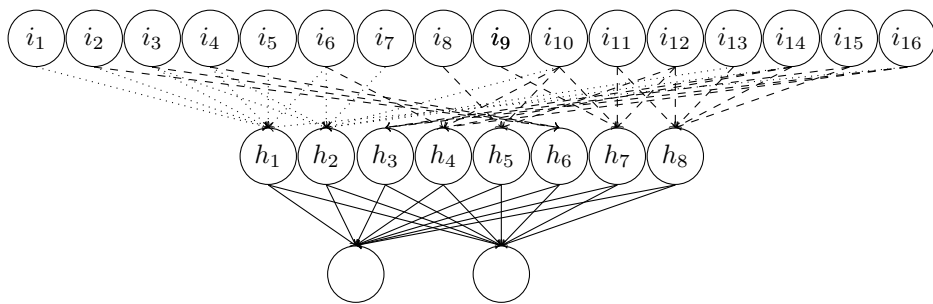 i₁ i₂ i₃ i₄ i₅ i₆ i₇ i₈ i₉ i₁₀ i₁₁ i₁₂ i₁₃ i₁₄ i₁₅ i₁₆
h₁ h₂ h₃ h₄ h₅ h₆ h₇ h₈